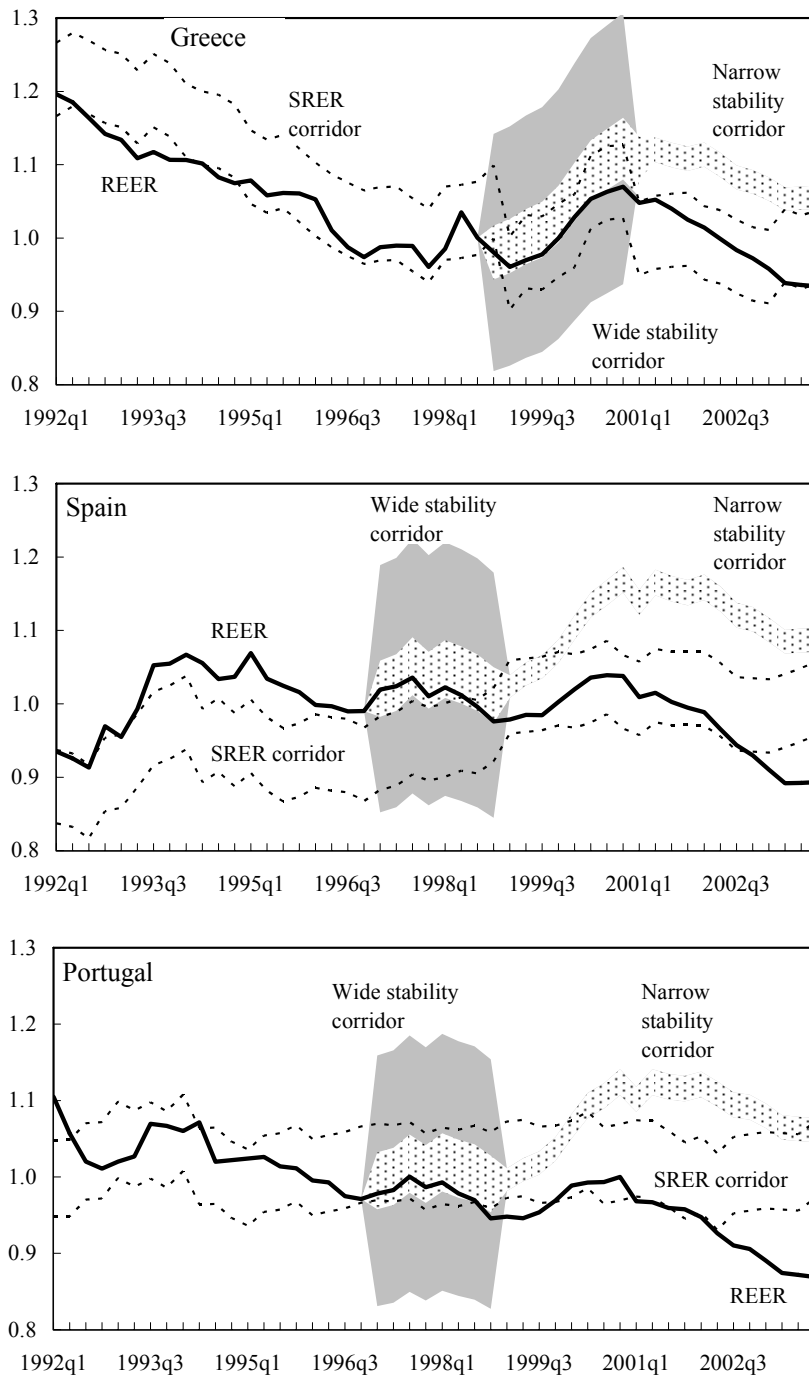 1.3
Greece
1.2
SRER
corridor
Narrow
stability
corridor
1.1
REER
1.0
0.9
Wide stability
corridor
0.8
1992q1 1993q3 1995q1 1996q3 1998q1 1999q3 2001q1 2002q3
1.3
Spain
Wide stability
corridor
Narrow
stability
corridor
1.2
1.1
REER
1.0
SRER corridor
0.9
0.8
1992q1 1993q3 1995q1 1996q3 1998q1 1999q3 2001q1 2002q3
1.3
Portugal
Wide stability
corridor
Narrow
stability
corridor
1.2
1.1
1.0
SRER corridor
0.9
REER
0.8
1992q1 1993q3 1995q1 1996q3 1998q1 1999q3 2001q1 2002q3